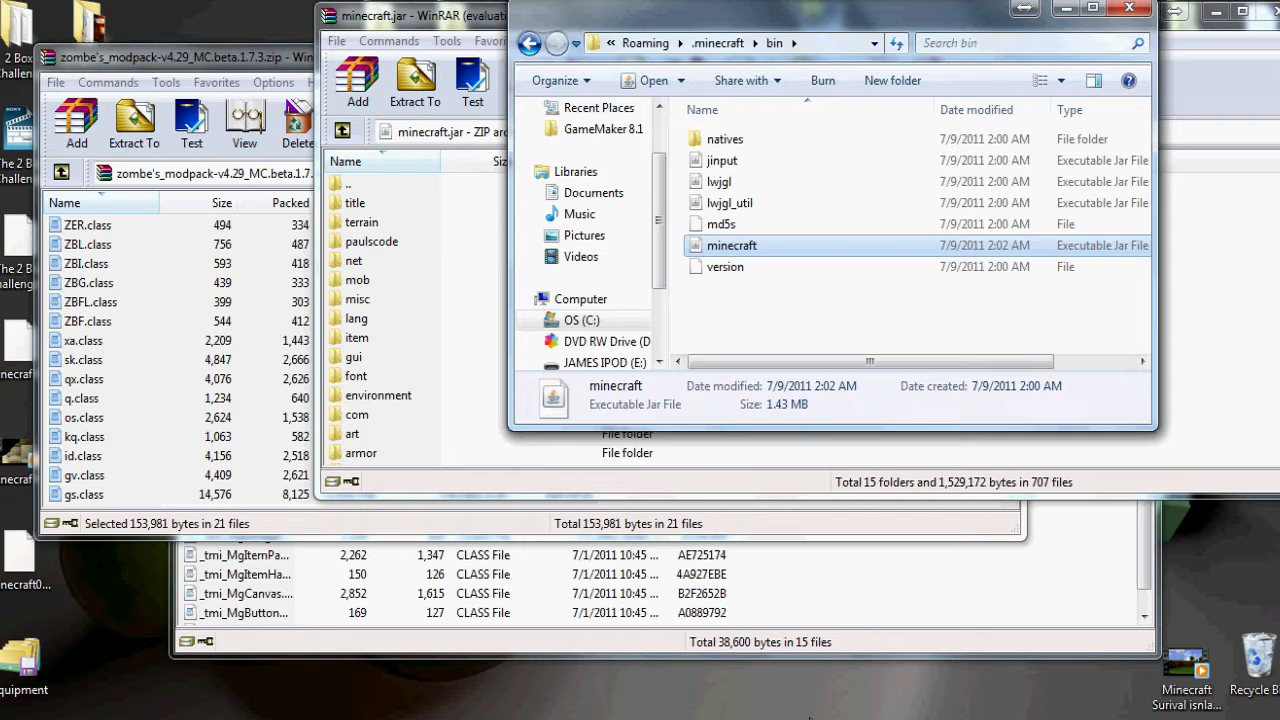 2 Box
Challen...
The 2 B
Challen...
The 2 B
challeng...
necraft
necraft...
necraft0...
equipment
zombe's_modpack-v4.29_MC.beta.1.7.3.zip - Win
File Commands Tools Favorites Options H
Add Extract To Test View Delete
zombe's_modpack-v4.29_MC.beta.1.7.
Name Size Packed
ZER.class 494 334
ZBL.class 756 487
ZBI.class 593 418
ZBG.class 439 333
ZBFL.class 399 303
ZBF.class 544 412
xa.class 2,209 1,443
sk.class 4,847 2,666
qx.class 4,076 2,626
q.class 1,234 640
os.class 2,624 1,538
kq.class 1,063 582
id.class 4,156 2,518
gv.class 4,409 2,621
gs.class 14,576 8,125
Selected 153,981 bytes in 21 files Total 153,981 bytes in 21 files
minecraft.jar - WinRAR (evaluati
File Commands Tools Favori
Add Extract To Test
minecraft.jar - ZIP arc
Name Siz
..
title
terrain
paulscode
net
mob
misc
lang
item
gui
font
environment
com
art File folder
armor File folder
Total 15 folders and 1,529,172 bytes in 707 files
« Roaming .minecraft bin
Search bin
Organize Open Share with Burn New folder
Recent Places
GameMaker 8.1
Libraries
Documents
Music
Pictures
Videos
Computer
OS (C:)
DVD RW Drive (D
JAMES IPOD (E:)
Name Date modified Type
natives 7/9/2011 2:00 AM File folder
jinput 7/9/2011 2:00 AM Executable Jar File
lwjgl 7/9/2011 2:00 AM Executable Jar File
lwjgl_util 7/9/2011 2:00 AM Executable Jar File
md5s 7/9/2011 2:00 AM File
minecraft 7/9/2011 2:02 AM Executable Jar File
version 7/9/2011 2:00 AM File
minecraft Date modified: 7/9/2011 2:02 AM Date created: 7/9/2011 2:00 AM
Executable Jar File Size: 1.43 MB
_tmi_MgItemPa... 2,262 1,347 CLASS File 7/1/2011 10:45 ... AE725174
_tmi_MgItemHa... 150 126 CLASS File 7/1/2011 10:45 ... 4A927EBE
_tmi_MgCanvas.... 2,852 1,615 CLASS File 7/1/2011 10:45 ... B2F2652B
_tmi_MgButton... 169 127 CLASS File 7/1/2011 10:45 ... A0889792
Total 38,600 bytes in 15 files
Minecraft
Surival isnla...
Recycle B